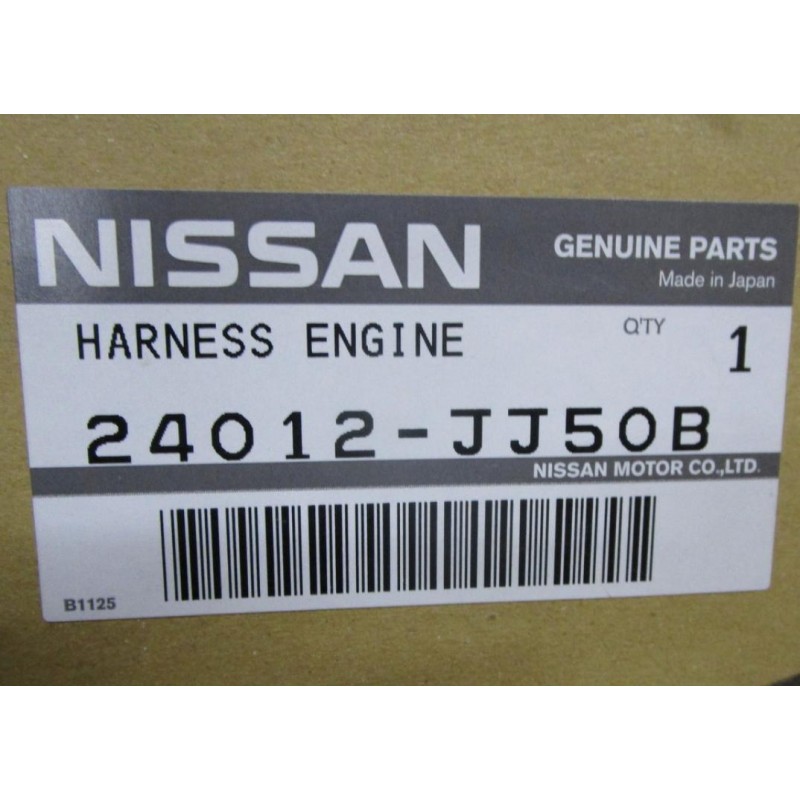 NISSAN
GENUINE PARTS
Made in Japan
HARNESS ENGINE
Q'TY
1
24012-JJ50B
NISSAN MOTOR CO.,LTD.
B1125